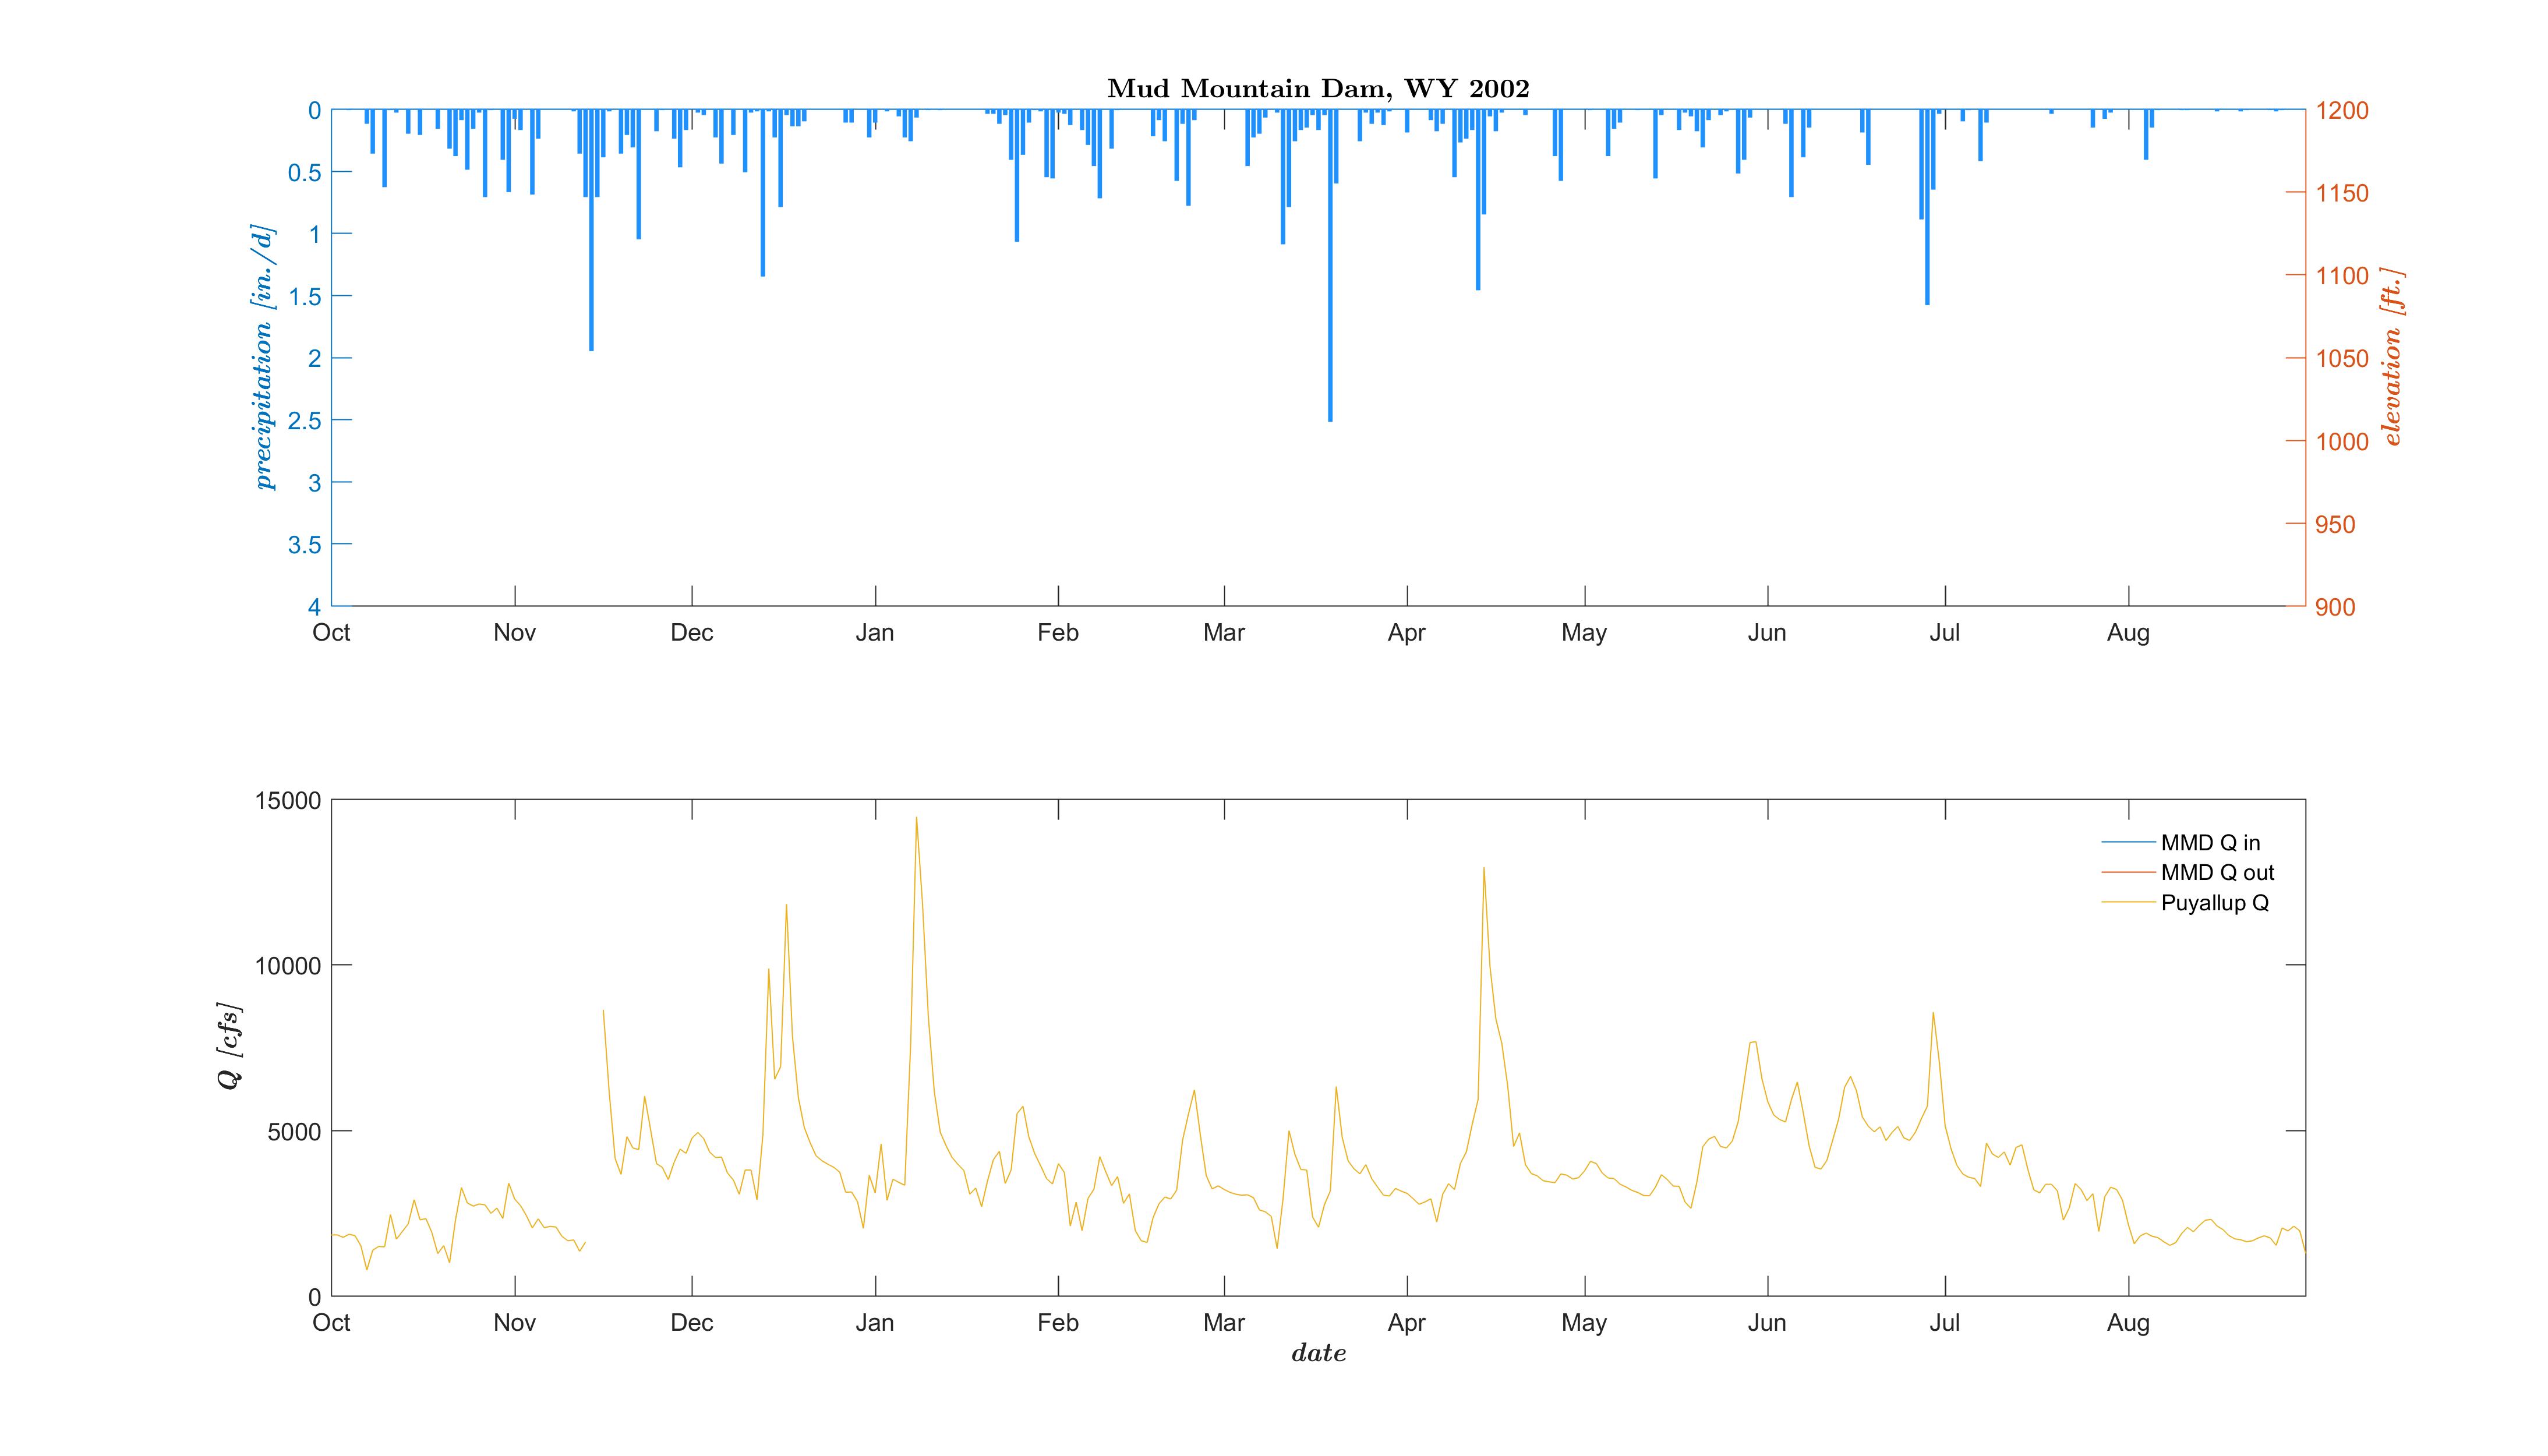 Mud Mountain Dam, WY 2002
0
0.5
1
1.5
2
2.5
3
3.5
4
precipitation [in./d]
1200
1150
1100
1050
1000
950
900
elevation [ft.]
Oct Nov Dec Jan Feb Mar Apr May Jun Jul Aug
15000
10000
5000
0
Q [cfs]
MMD Q in
MMD Q out
Puyallup Q
Oct Nov Dec Jan Feb Mar Apr May Jun Jul Aug
date